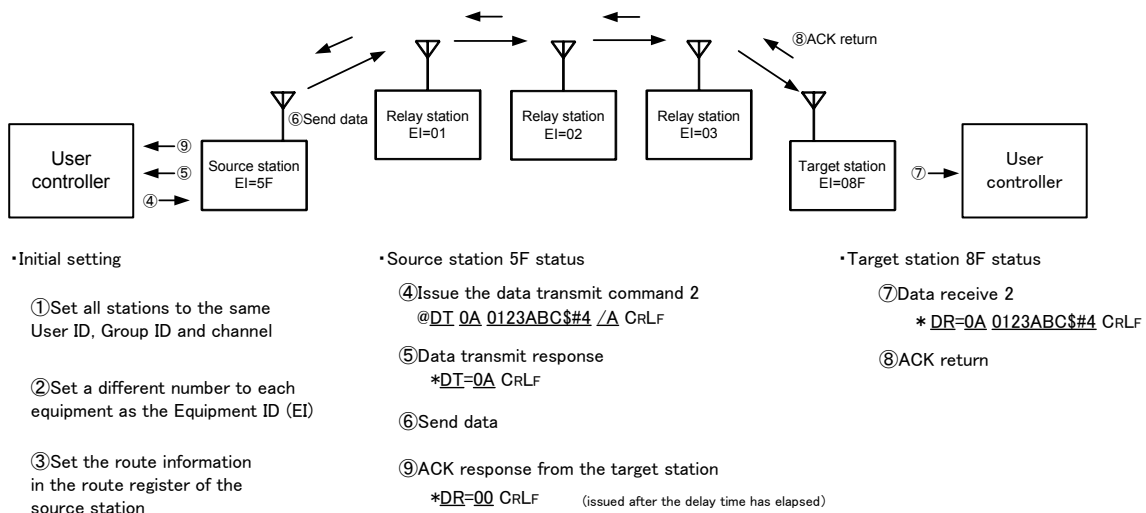 ⑧ACK return
⑥Send data
Relay station
EI=01
Relay station
EI=02
Relay station
EI=03
User
controller
⑨
⑤
④
Source station
EI=5F
Target station
EI=08F
⑦
User
controller
・Initial setting
①Set all stations to the same
User ID, Group ID and channel
②Set a different number to each
equipment as the Equipment ID (EI)
③Set the route information
in the route register of the
source station
・Source station 5F status
④Issue the data transmit command 2
@DT 0A 0123ABC$#4 /A CRLF
⑤Data transmit response
*DT=0A CRLF
⑥Send data
⑨ACK response from the target station
*DR=00 CRLF (issued after the delay time has elapsed)
・Target station 8F status
⑦Data receive 2
* DR=0A 0123ABC$#4 CRLF
⑧ACK return